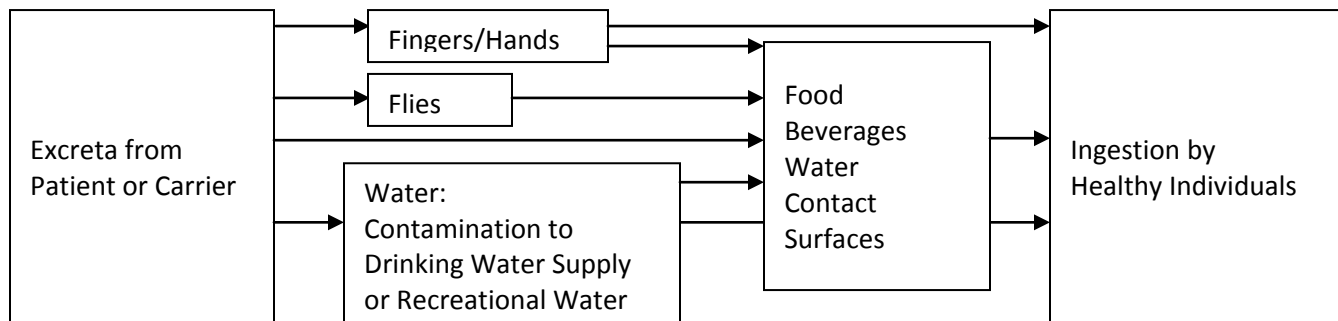 Excreta from
Patient or Carrier
Fingers/Hands
Flies
Water:
Contamination to
Drinking Water Supply
or Recreational Water
Food
Beverages
Water
Contact
Surfaces
Ingestion by
Healthy Individuals